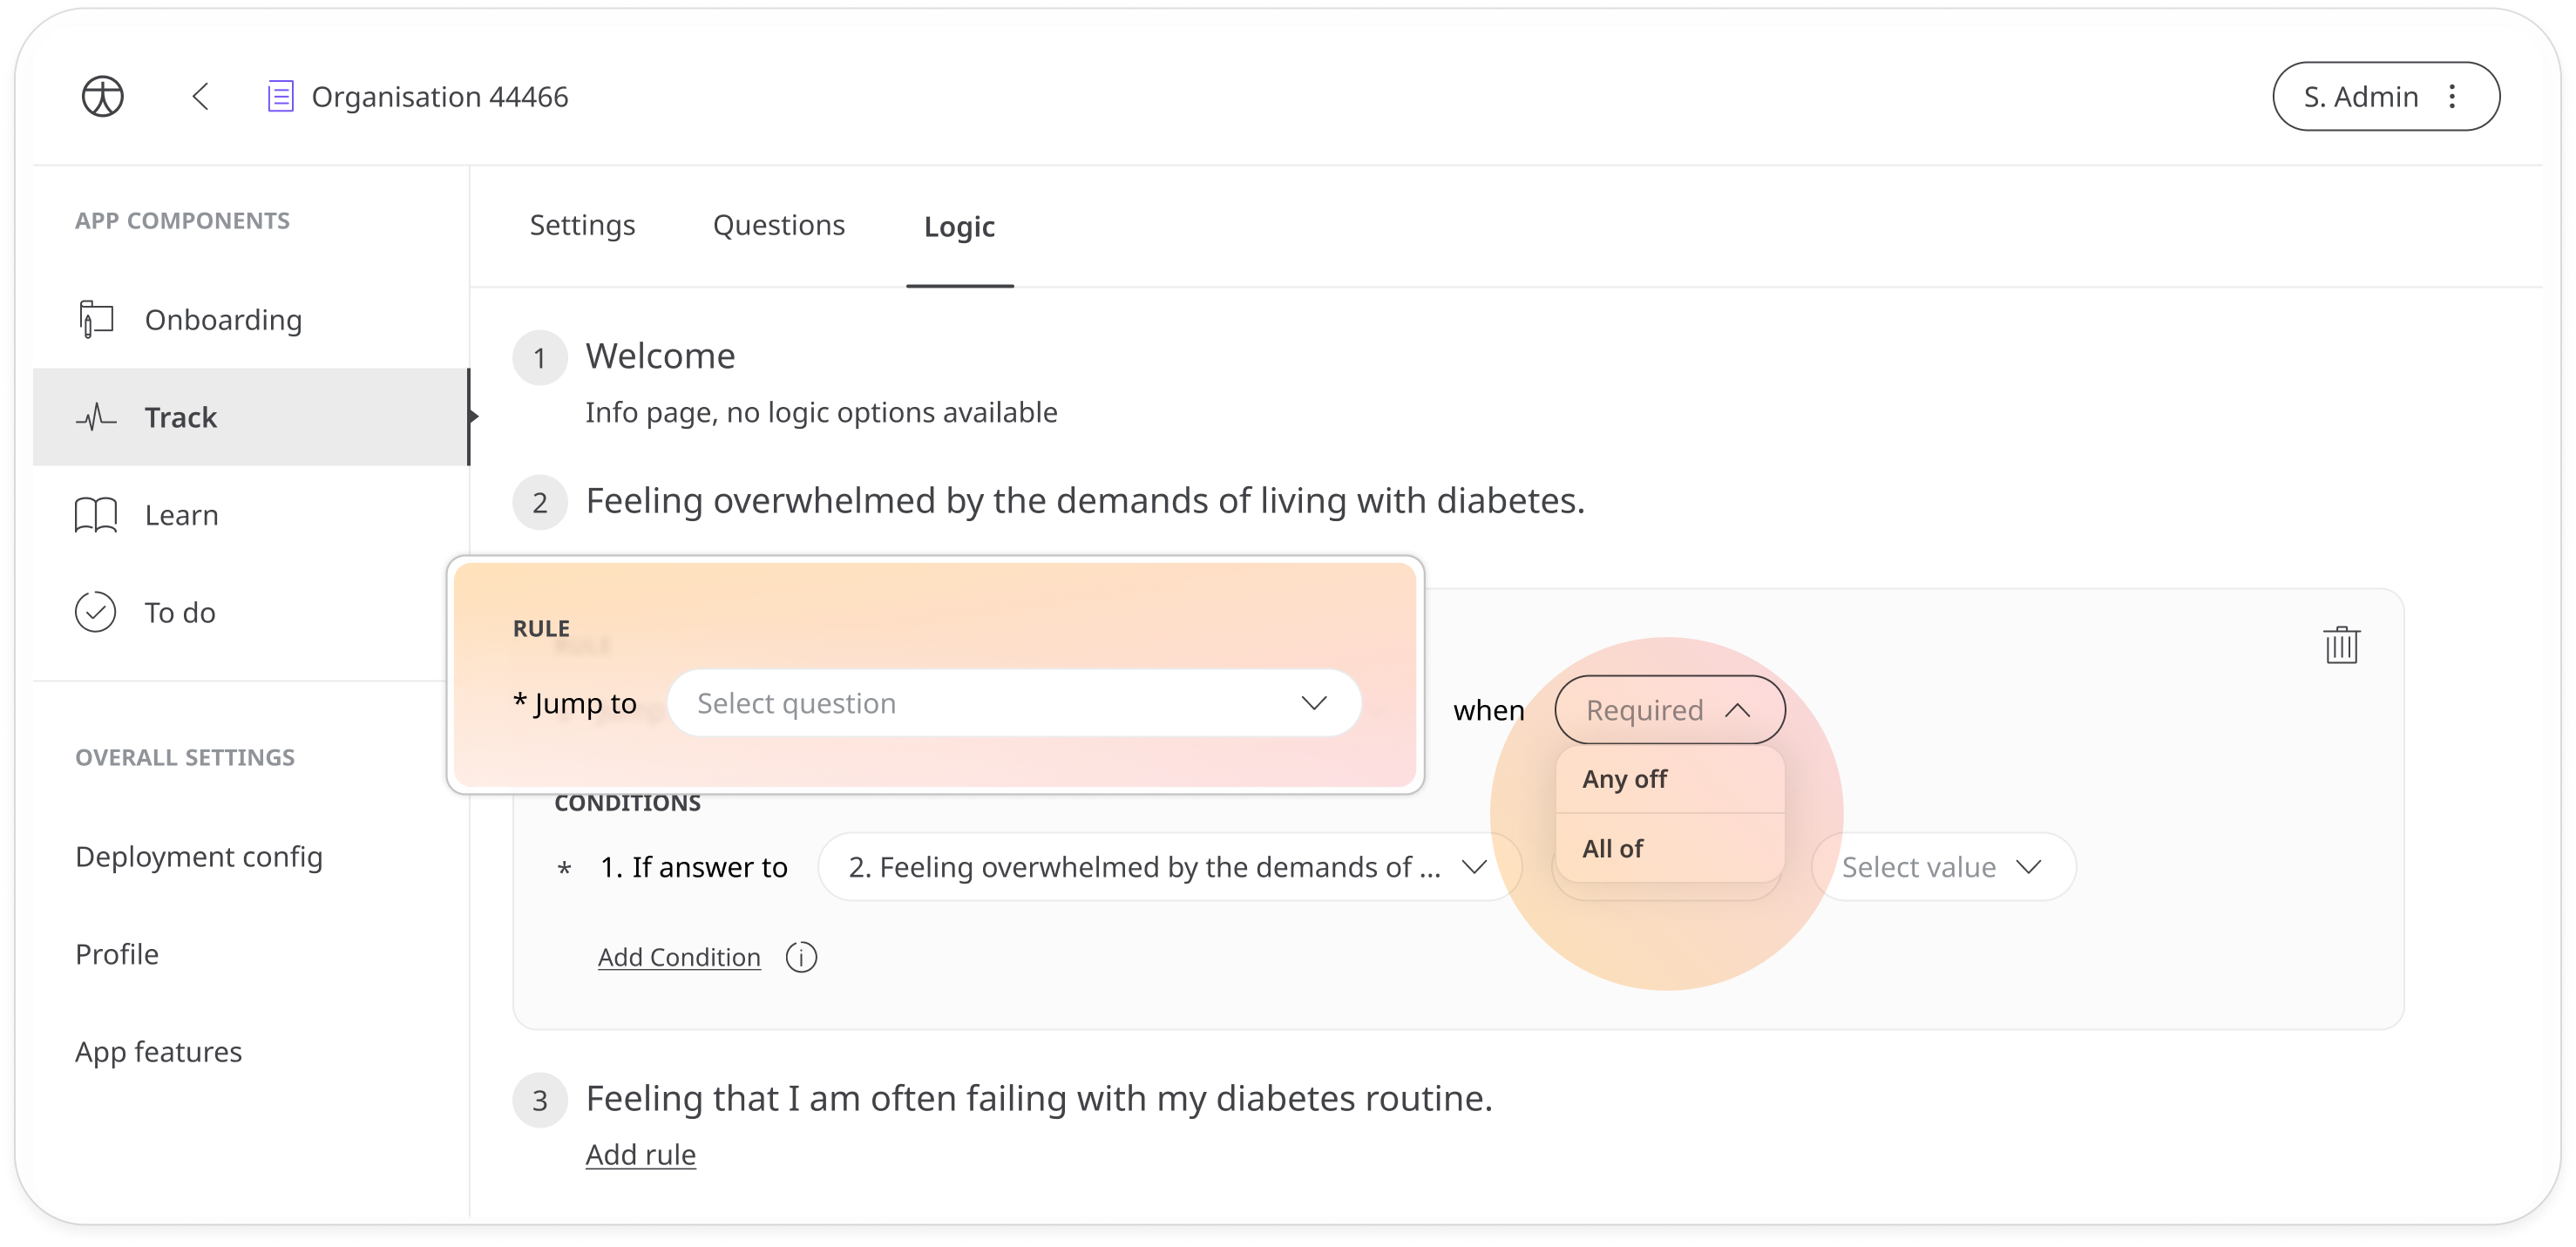 Organisation 44466
S. Admin
APP COMPONENTS
Onboarding
Track
Learn
To do
OVERALL SETTINGS
Deployment config
Profile
App features
Settings Questions Logic
1 Welcome
Info page, no logic options available
2 Feeling overwhelmed by the demands of living with diabetes.
RULE
* Jump to Select question when Required
Any off
All of
CONDITIONS
* 1. If answer to 2. Feeling overwhelmed by the demands of ... Select value
Add Condition
3 Feeling that I am often failing with my diabetes routine.
Add rule